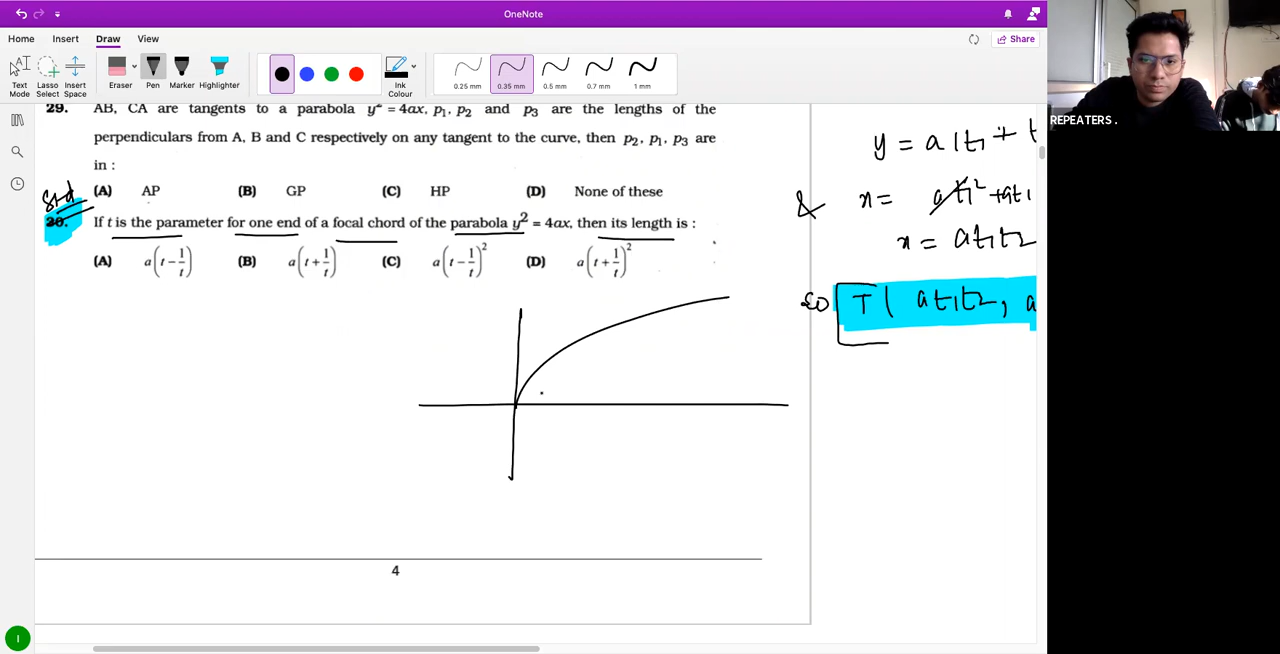 OneNote
Home Insert Draw View
Share
Text Mode
Lasso Select
Insert Space
Eraser
Pen
Marker
Highlighter
Ink Colour
0.25 mm
0.35 mm
0.5 mm
0.7 mm
1 mm
REPEATERS .
29. AB, CA are tangents to a parabola y² = 4ax, p₁, p₂ and p₃ are the lengths of the
perpendiculars from A, B and C respectively on any tangent to the curve, then p₂, p₁, p₃ are
in :
(A) AP (B) GP (C) HP (D) None of these
Std
30. If t is the parameter for one end of a focal chord of the parabola y² = 4ax, then its length is :
(A) a(t − 1/t) (B) a(t + 1/t) (C) a(t − 1/t)² (D) a(t + 1/t)²
y = a(t₁ + t
& x = at₁² + at₁
x = at₁t₂
so T( at₁t₂, a
4
I